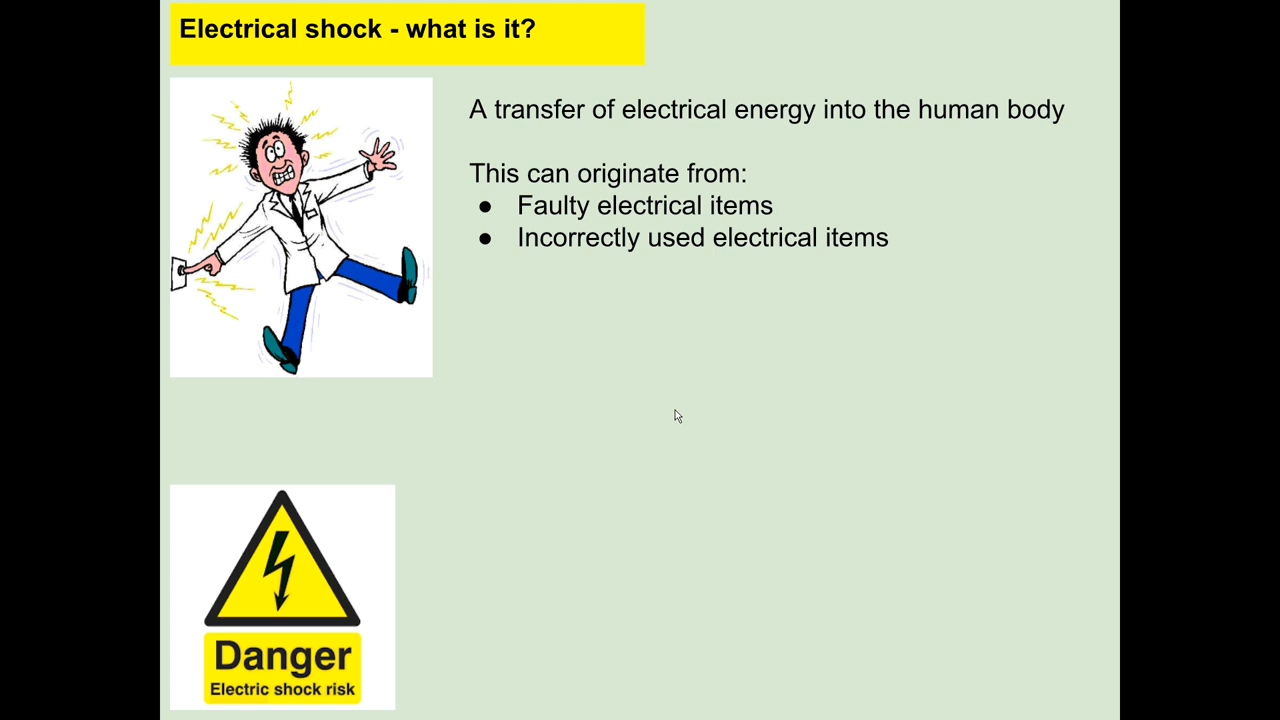 Electrical shock - what is it?
A transfer of electrical energy into the human body
This can originate from:
● Faulty electrical items
● Incorrectly used electrical items
Danger
Electric shock risk